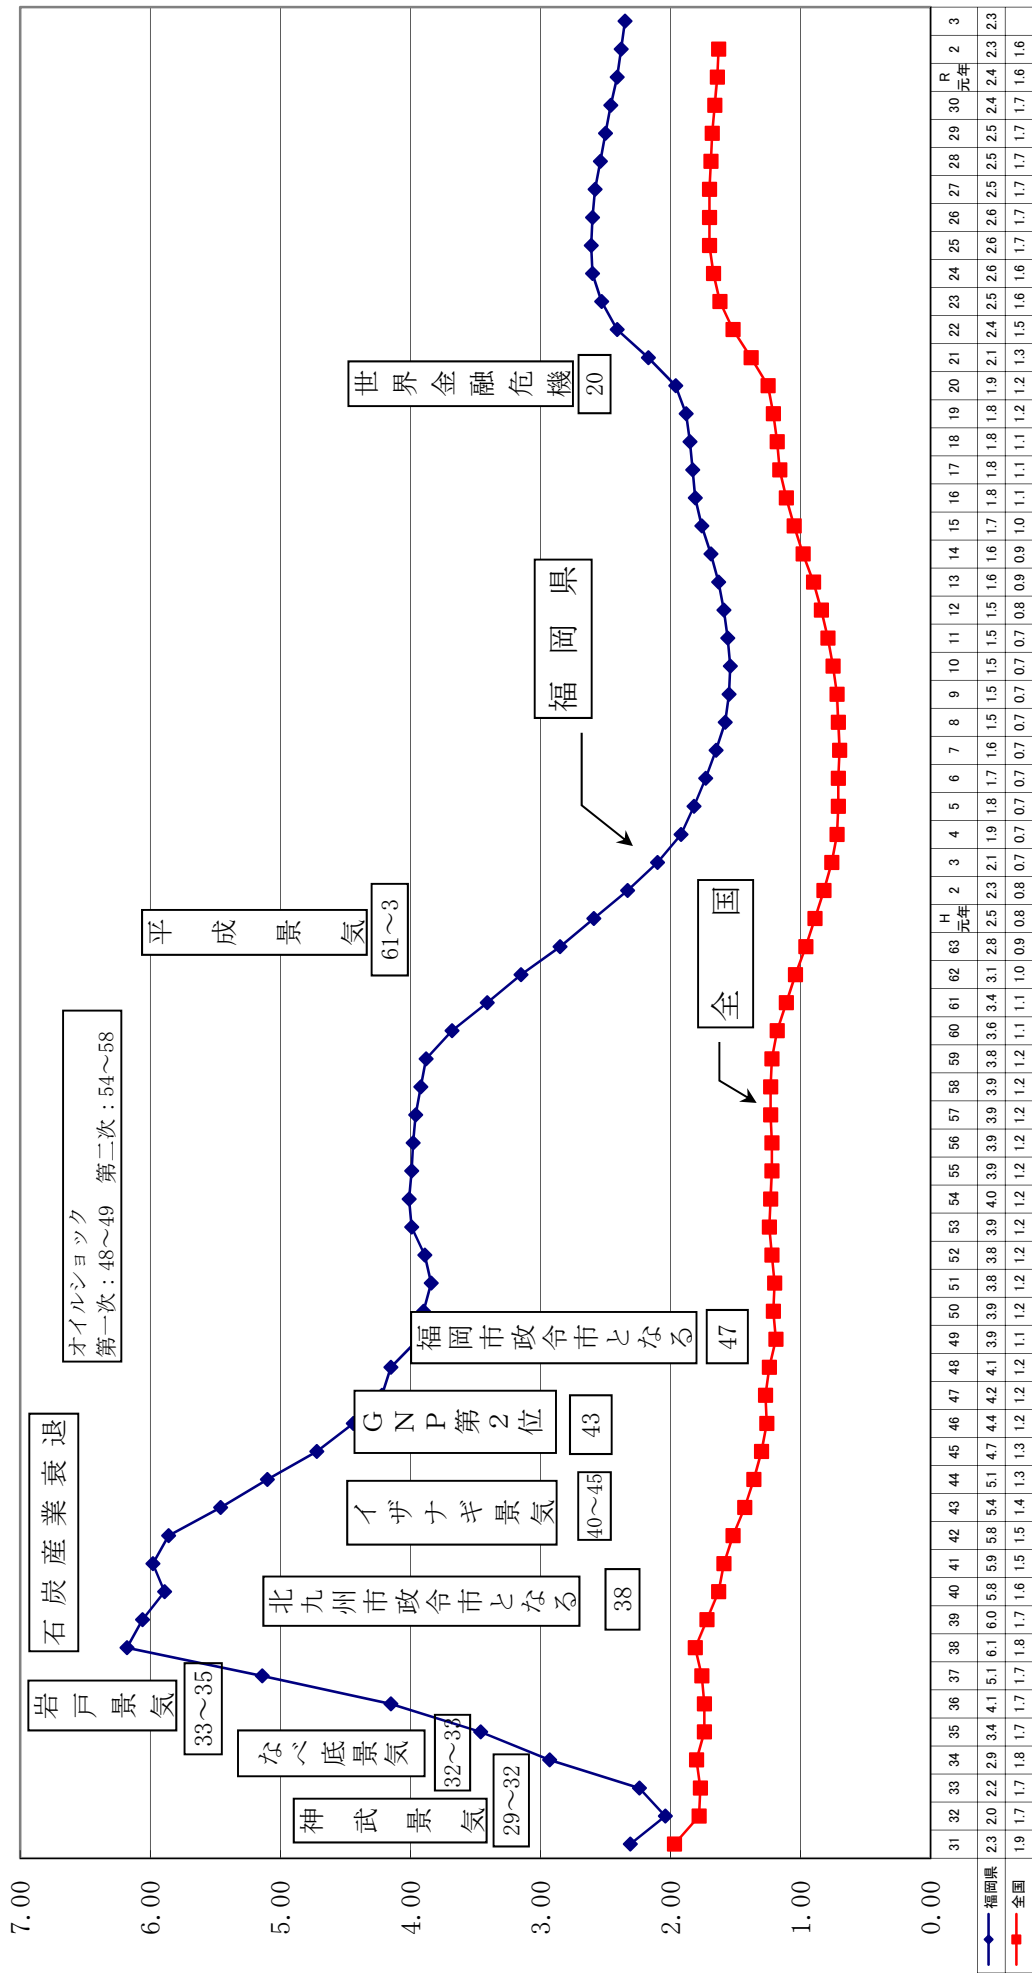 7.00
6.00
5.00
4.00
3.00
2.00
1.00
0.00
神武景気
29～32
なべ底景気
32～33
岩戸景気
33～35
石炭産業衰退
北九州市政令市となる
38
イザナギ景気
40～45
GNP第2位
43
福岡市政令市となる
47
オイルショック
第一次：48～49　第二次：54～58
平成景気
61～3
世界金融危機
20
福岡県
全国
31 32 33 34 35 36 37 38 39 40 41 42 43 44 45 46 47 48 49 50 51 52 53 54 55 56 57 58 59 60 61 62 63 H元年 2 3 4 5 6 7 8 9 10 11 12 13 14 15 16 17 18 19 20 21 22 23 24 25 26 27 28 29 30 R元年 2 3
福岡県 2.3 2.0 2.2 2.9 3.4 4.1 5.1 6.1 6.0 5.8 5.9 5.8 5.4 5.1 4.7 4.4 4.2 4.1 3.9 3.9 3.8 3.8 3.9 4.0 3.9 3.9 3.9 3.9 3.8 3.6 3.4 3.1 2.8 2.5 2.3 2.1 1.9 1.8 1.7 1.6 1.5 1.5 1.5 1.5 1.5 1.6 1.6 1.7 1.8 1.8 1.8 1.8 1.9 2.1 2.4 2.5 2.6 2.6 2.6 2.5 2.5 2.5 2.4 2.4 2.3 2.3
全国 1.9 1.7 1.7 1.8 1.7 1.7 1.7 1.8 1.7 1.6 1.5 1.5 1.4 1.3 1.3 1.2 1.2 1.2 1.1 1.2 1.2 1.2 1.2 1.2 1.2 1.2 1.2 1.2 1.2 1.1 1.1 1.0 0.9 0.8 0.8 0.7 0.7 0.7 0.7 0.7 0.7 0.7 0.7 0.7 0.8 0.9 0.9 1.0 1.1 1.1 1.1 1.2 1.2 1.3 1.5 1.6 1.6 1.7 1.7 1.7 1.7 1.7 1.7 1.6 1.6